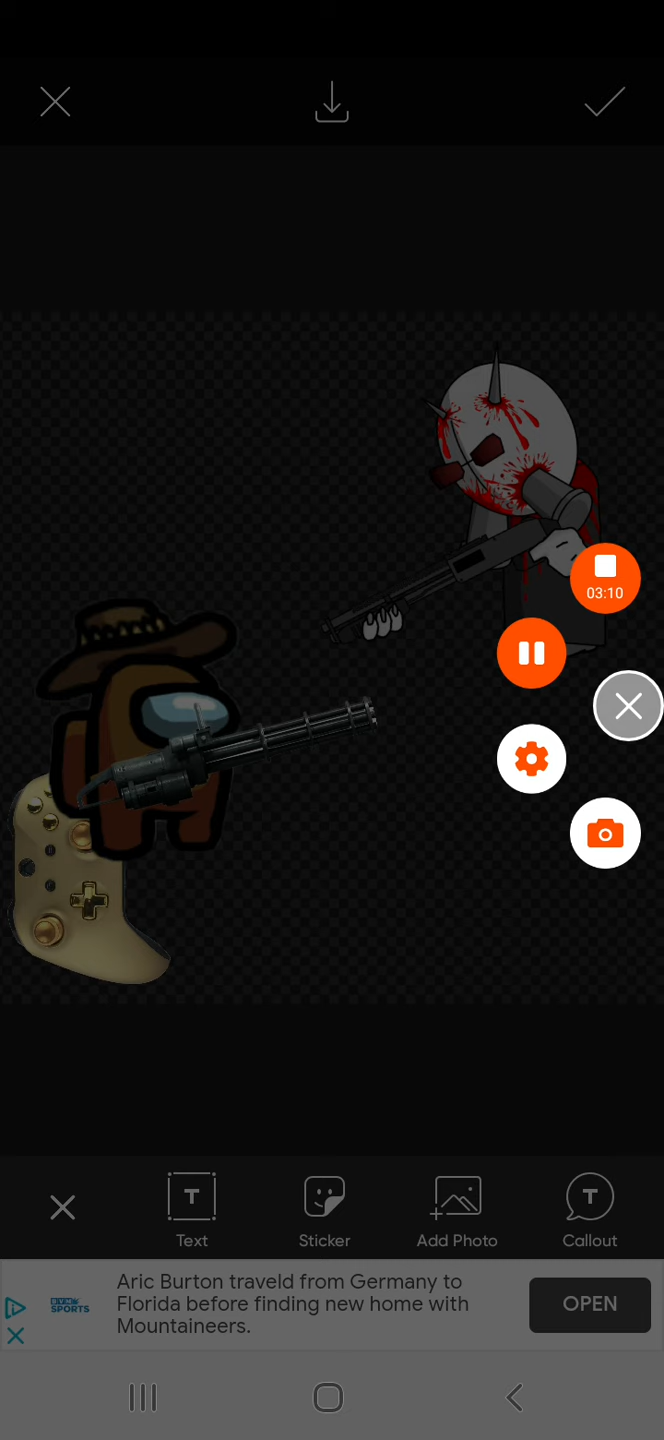 03:10
Text
Sticker
Add Photo
Callout
Aric Burton traveld from Germany to
Florida before finding new home with
Mountaineers.
SPORTS
OPEN